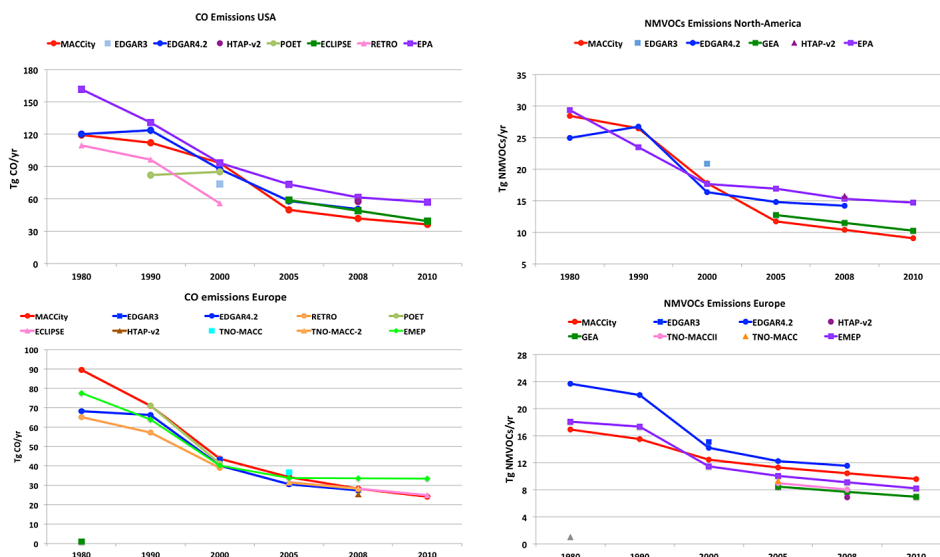 CO Emissions USA
MACCity EDGAR3 EDGAR4.2 HTAP-v2 POET ECLIPSE RETRO EPA
180
150
120
90
60
30
0
Tg CO/yr
1980 1990 2000 2005 2008 2010
NMVOCs Emissions North-America
MACCity EDGAR3 EDGAR4.2 GEA HTAP-v2 EPA
35
30
25
20
15
10
5
Tg NMVOCs/yr
1980 1990 2000 2005 2008 2010
CO emissions Europe
MACCity EDGAR3 EDGAR4.2 RETRO POET
ECLIPSE HTAP-v2 TNO-MACC TNO-MACC-2 EMEP
100
90
80
70
60
50
40
30
20
10
0
Tg CO/yr
1980 1990 2000 2005 2008 2010
NMVOCs Emissions Europe
MACCity EDGAR3 EDGAR4.2 HTAP-v2
GEA TNO-MACCII TNO-MACC EMEP
28
24
20
16
12
8
4
0
Tg NMVOCs/yr
1980 1990 2000 2005 2008 2010